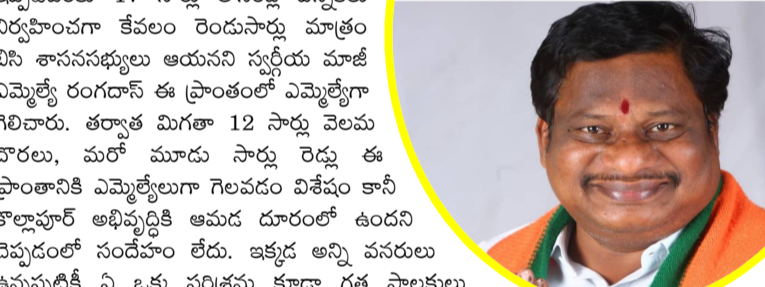 నిర్వహించగా కేవలం రెండుసార్లు మాత్రం
బిసి శాసనసభ్యులు ఆయనని స్వర్గీయ మాజీ
ఎమ్మెల్యే రంగదాస్ ఈ ప్రాంతంలో ఎమ్మెల్యేగా
గెలిచారు. తర్వాత మిగతా 12 సార్లు వెలమ
దొరలు, మరో మూడు సార్లు రెడ్లు ఈ
ప్రాంతానికి ఎమ్మెల్యేలుగా గెలవడం విశేషం కానీ
కొల్లాపూర్ అభివృద్ధికి ఆమడ దూరంలో ఉందని
చెప్పడంలో సందేహం లేదు. ఇక్కడ అన్ని వనరులు